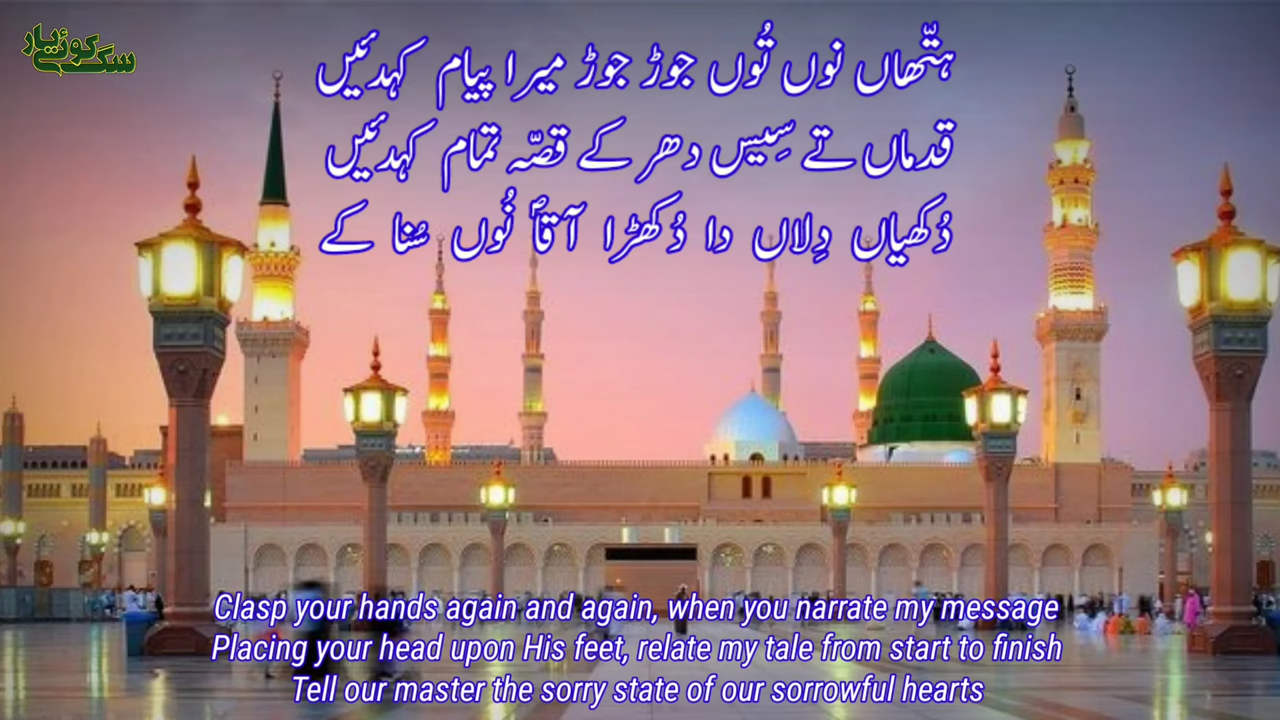 سگِ کوئے یار
ہتّھاں نوں تُوں جوڑ جوڑ میرا پیام کہدئیں
قدماں تے سِیس دھر کے قصّہ تمام کہدئیں
دُکھیاں دِلاں دا دُکھڑا آقاؐ نُوں سُنا کے
Clasp your hands again and again, when you narrate my message
Placing your head upon His feet, relate my tale from start to finish
Tell our master the sorry state of our sorrowful hearts